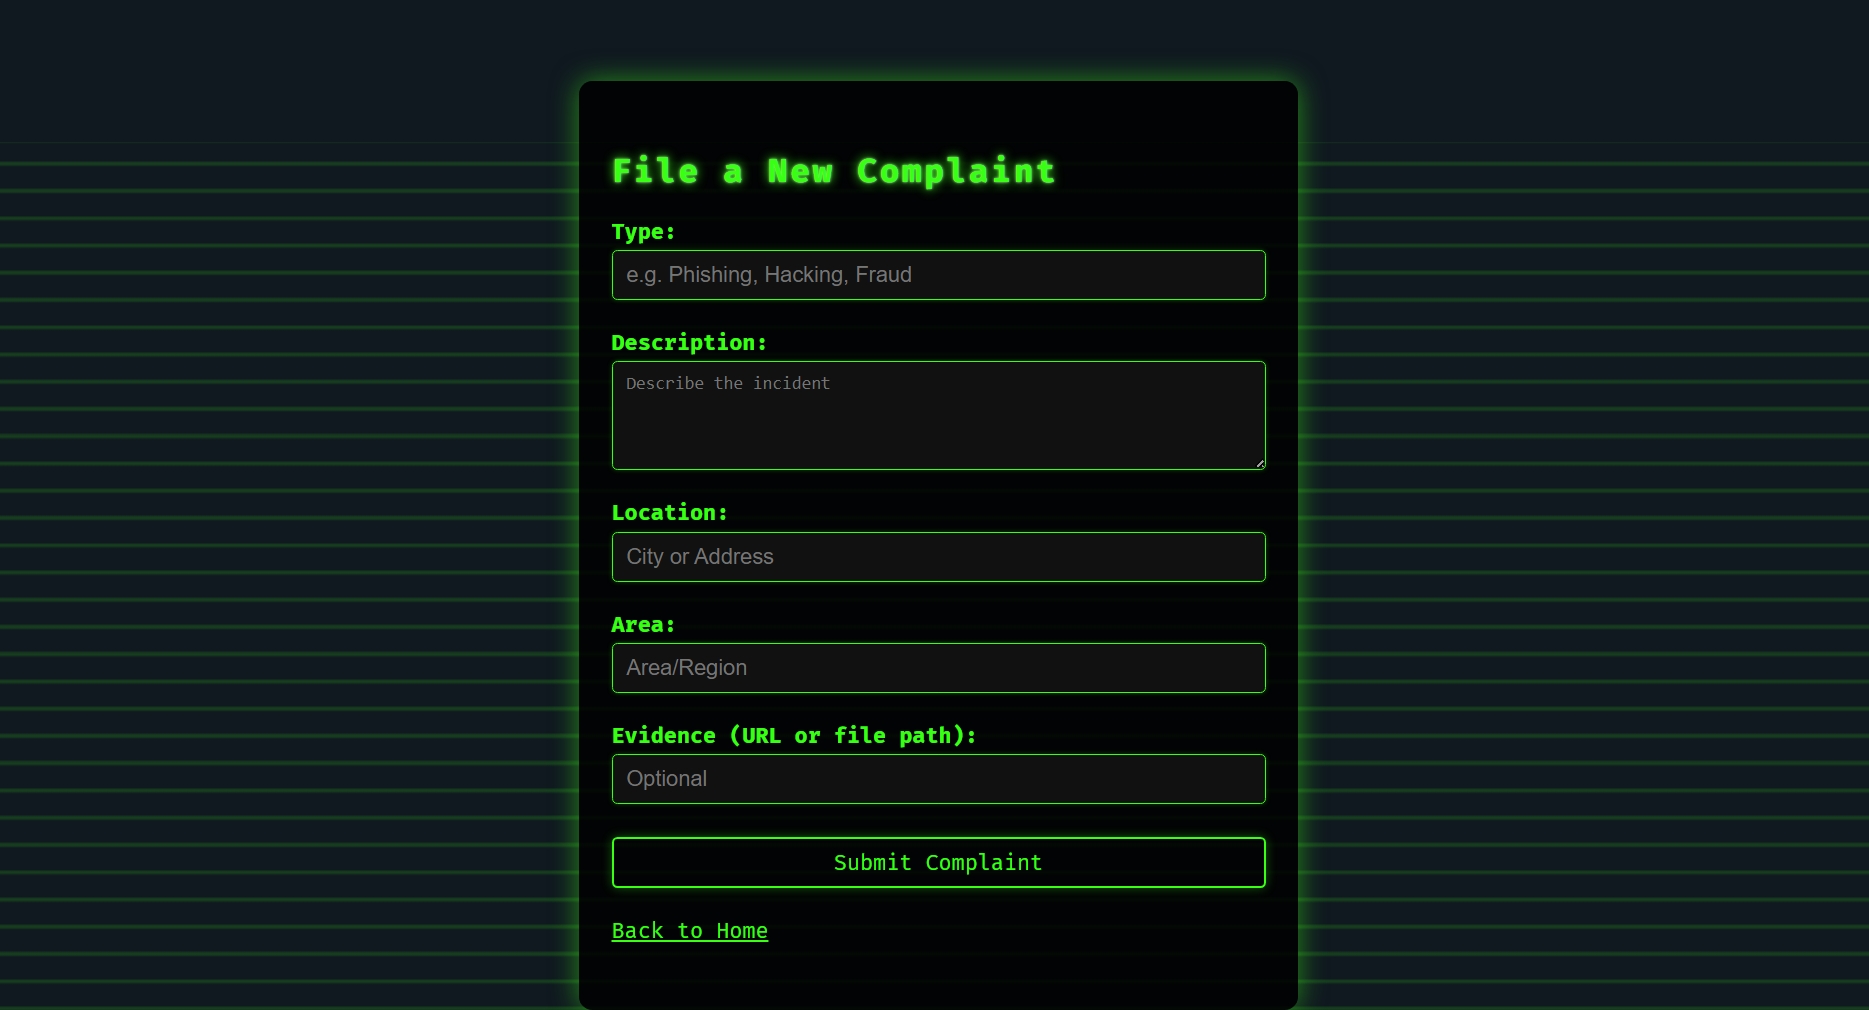 File a New Complaint
Type:
e.g. Phishing, Hacking, Fraud
Description:
Describe the incident
Location:
City or Address
Area:
Area/Region
Evidence (URL or file path):
Optional
Submit Complaint
Back to Home